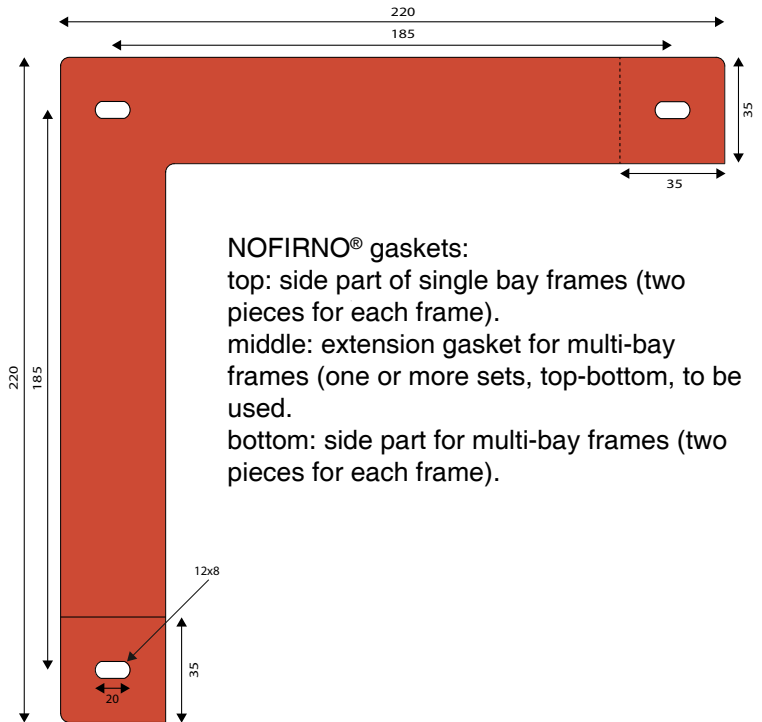 220
185
35
35
NOFIRNO® gaskets:
top: side part of single bay frames (two
pieces for each frame).
middle: extension gasket for multi-bay
frames (one or more sets, top-bottom, to be
used.
bottom: side part for multi-bay frames (two
pieces for each frame).
220
185
12x8
35
20